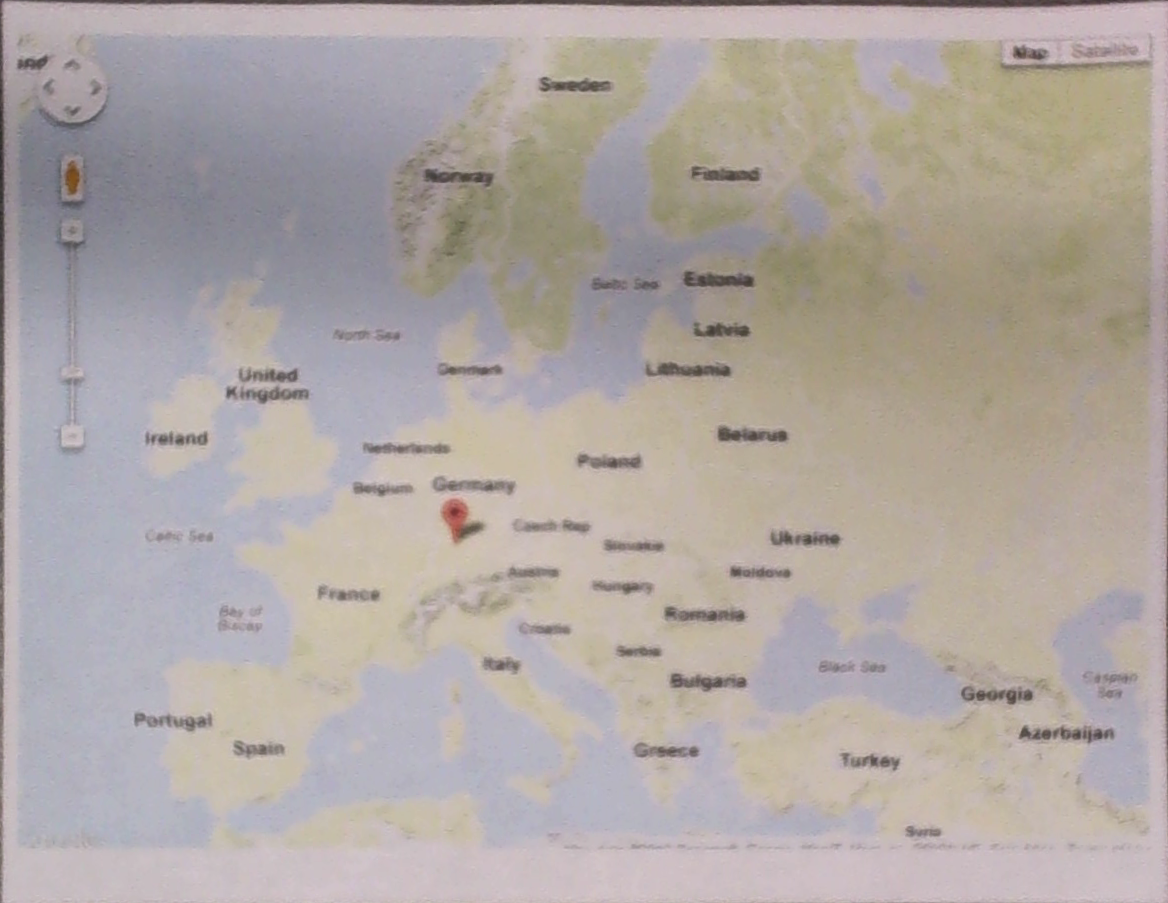 Map Satellite
Sweden
Norway
Finland
Baltic Sea
Estonia
North Sea
Latvia
Denmark
Lithuania
United
Kingdom
Ireland
Netherlands
Belarus
Poland
Belgium
Germany
Czech Rep
Celtic Sea
Ukraine
Slovakia
Austria
Moldova
Hungary
France
Bay of
Biscay
Romania
Croatia
Serbia
Italy
Black Sea
Bulgaria
Caspian
Sea
Georgia
Portugal
Azerbaijan
Spain
Greece
Turkey
Syria